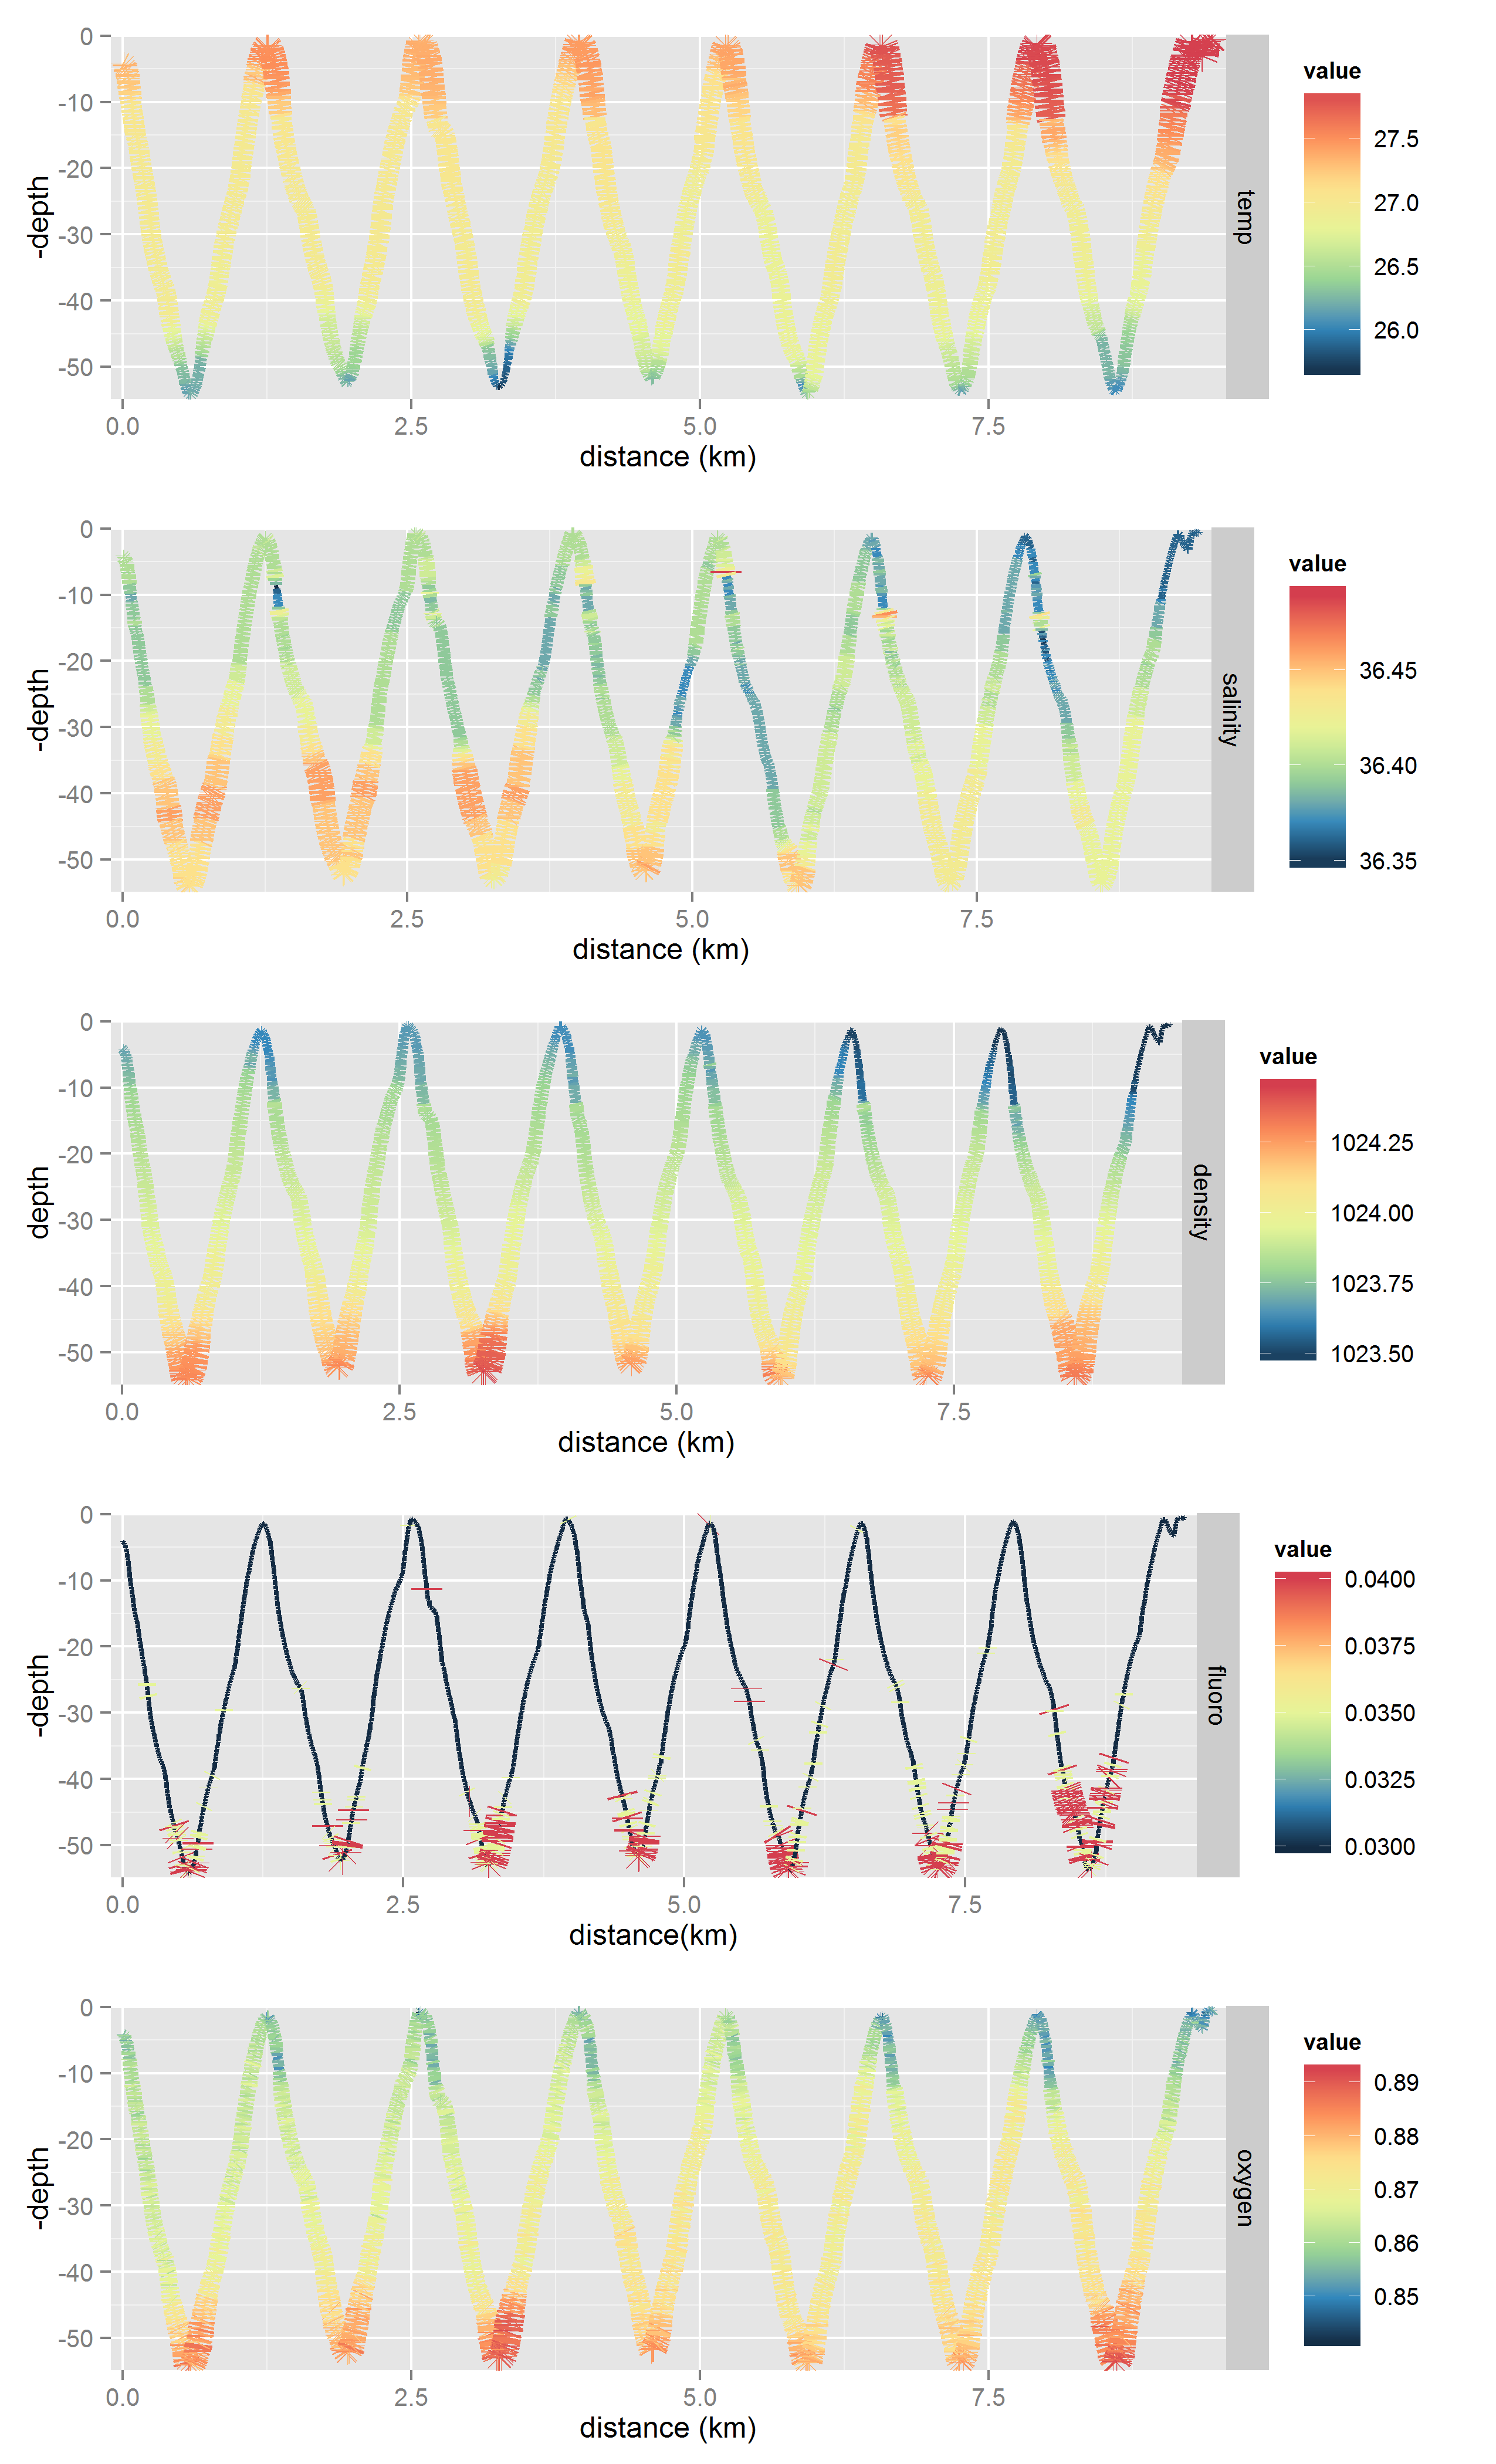 0
-10
-20
-30
-40
-50
-depth
0.0 2.5 5.0 7.5
distance (km)
temp
value
27.5
27.0
26.5
26.0
0
-10
-20
-30
-40
-50
-depth
0.0 2.5 5.0 7.5
distance (km)
salinity
value
36.45
36.40
36.35
0
-10
-20
-30
-40
-50
depth
0.0 2.5 5.0 7.5
distance (km)
density
value
1024.25
1024.00
1023.75
1023.50
0
-10
-20
-30
-40
-50
-depth
0.0 2.5 5.0 7.5
distance(km)
fluoro
value
0.0400
0.0375
0.0350
0.0325
0.0300
0
-10
-20
-30
-40
-50
-depth
0.0 2.5 5.0 7.5
distance (km)
oxygen
value
0.89
0.88
0.87
0.86
0.85